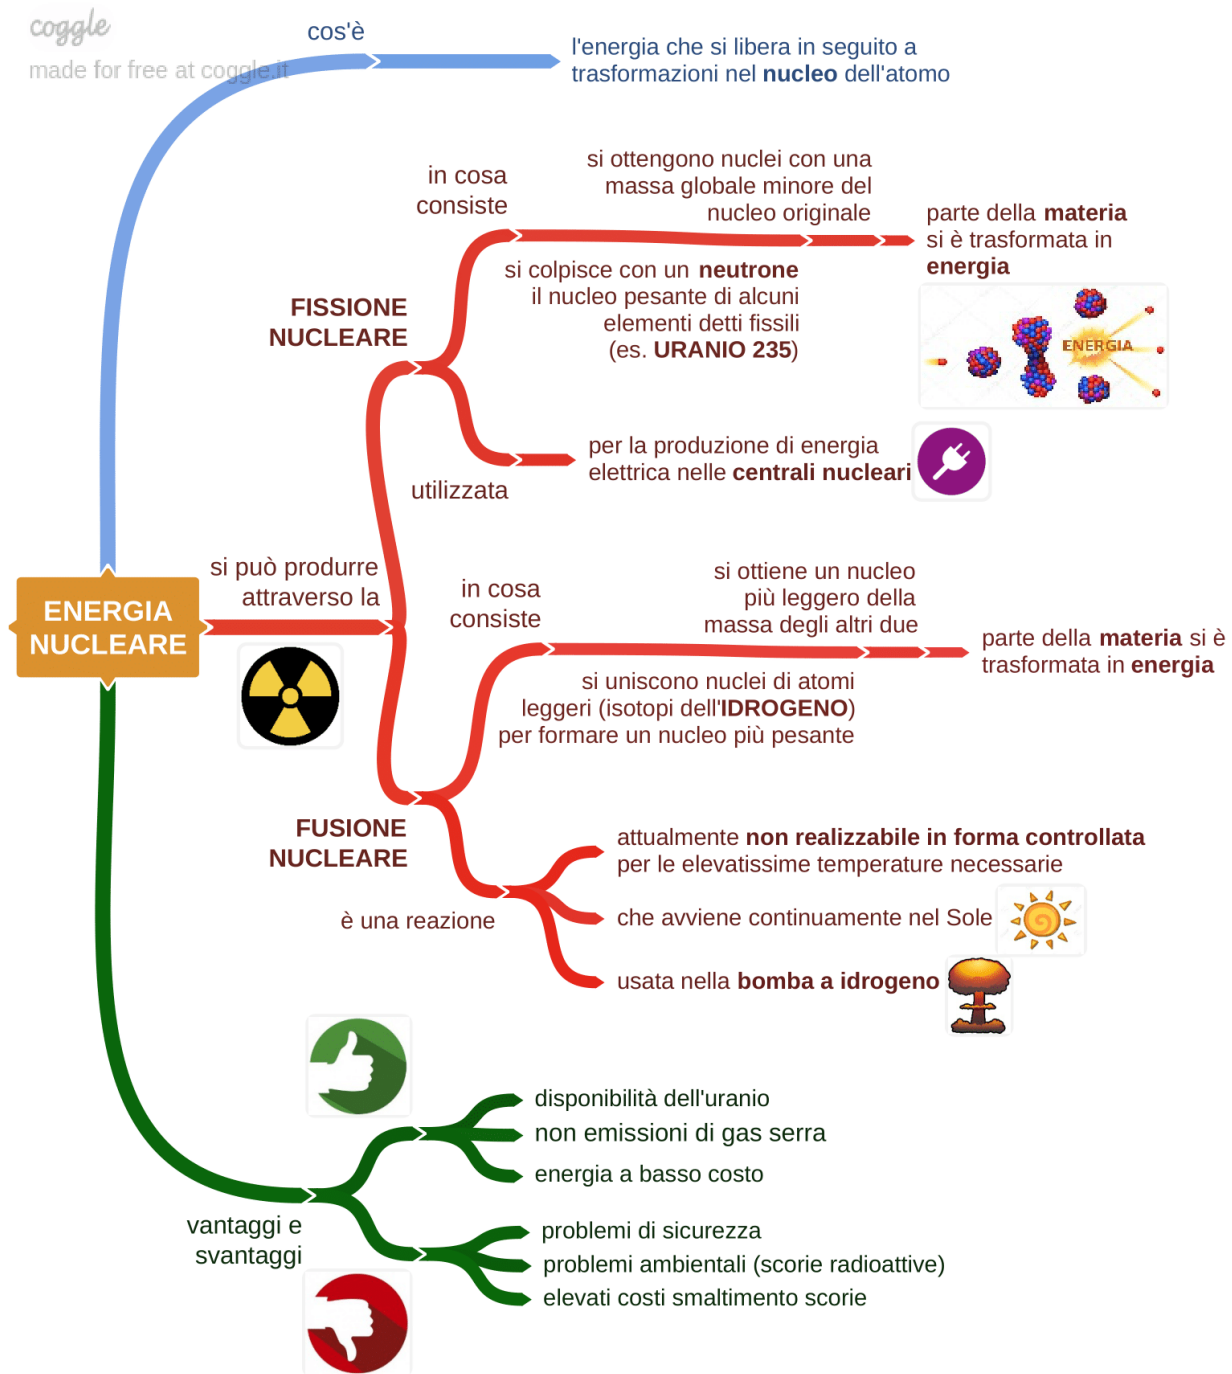 coggle
made for free at coggle.it
cos'è
l'energia che si libera in seguito a
trasformazioni nel nucleo dell'atomo
in cosa
consiste
si ottengono nuclei con una
massa globale minore del
nucleo originale
parte della materia
si è trasformata in
energia
si colpisce con un neutrone
il nucleo pesante di alcuni
elementi detti fissili
(es. URANIO 235)
FISSIONE
NUCLEARE
ENERGIA
per la produzione di energia
elettrica nelle centrali nucleari
utilizzata
si può produrre
attraverso la
ENERGIA
NUCLEARE
in cosa
consiste
si ottiene un nucleo
più leggero della
massa degli altri due
parte della materia si è
trasformata in energia
si uniscono nuclei di atomi
leggeri (isotopi dell'IDROGENO)
per formare un nucleo più pesante
FUSIONE
NUCLEARE
attualmente non realizzabile in forma controllata
per le elevatissime temperature necessarie
è una reazione
che avviene continuamente nel Sole
usata nella bomba a idrogeno
disponibilità dell'uranio
non emissioni di gas serra
energia a basso costo
vantaggi e
svantaggi
problemi di sicurezza
problemi ambientali (scorie radioattive)
elevati costi smaltimento scorie